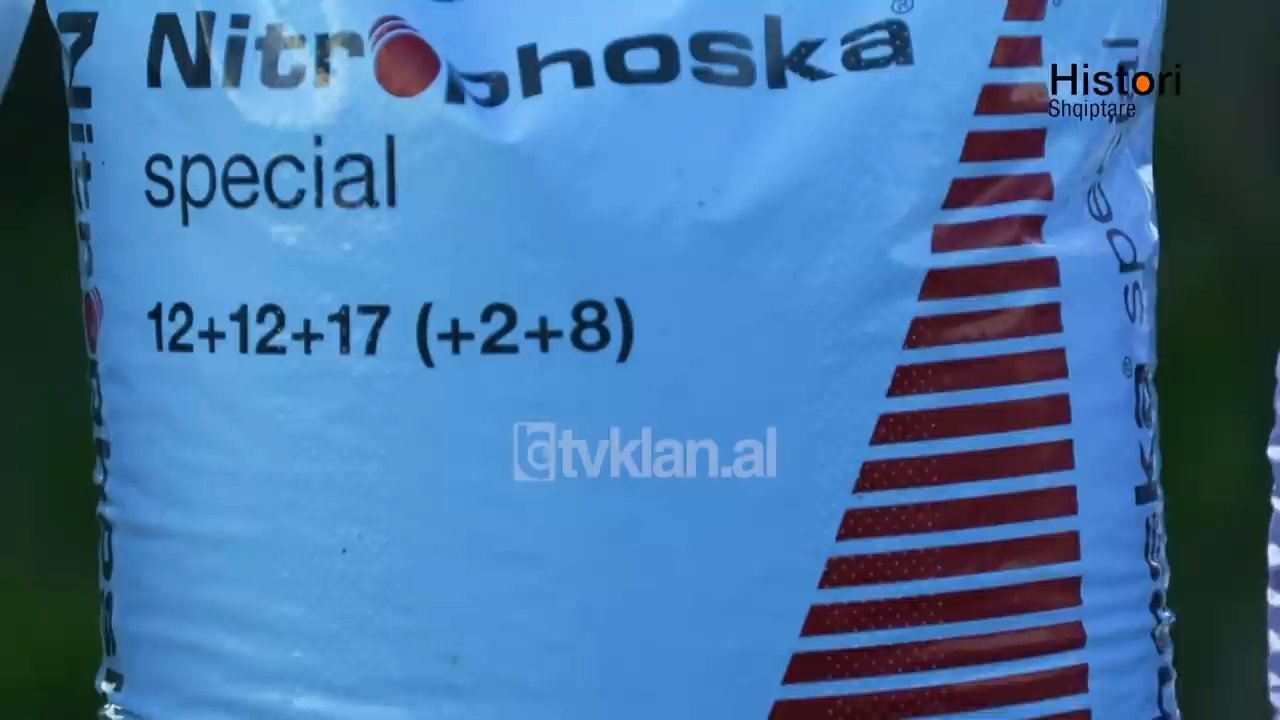 Nitrophoska®
special
12+12+17 (+2+8)
Histori
Shqiptare
tvklan.al